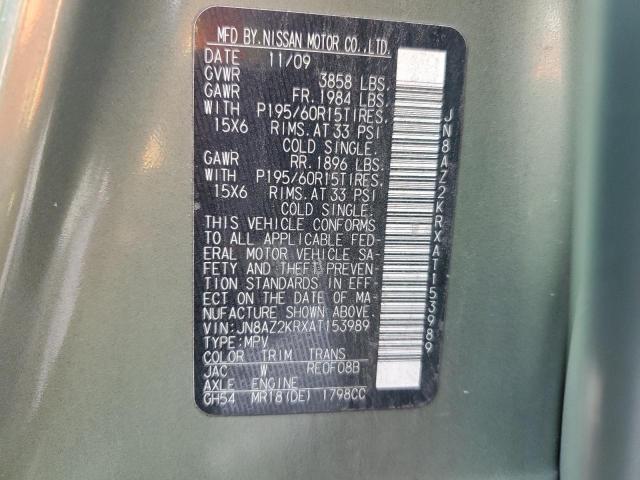 MFD BY.NISSAN MOTOR CO.,LTD.
DATE 11/09
GVWR 3858 LBS.
GAWR FR. 1984 LBS.
WITH P195/60R15TIRES.
15X6 RIMS.AT 33 PSI
COLD SINGLE.
GAWR RR. 1896 LBS.
WITH P195/60R15TIRES.
15X6 RIMS.AT 33 PSI
COLD SINGLE.
THIS VEHICLE CONFORMS
TO ALL APPLICABLE FED-
ERAL MOTOR VEHICLE SA-
FETY AND THEFT PREVEN-
TION STANDARDS IN EFF
ECT ON THE DATE OF MA-
NUFACTURE SHOWN ABOVE.
VIN:JN8AZ2KRXAT153989
TYPE:MPV
COLOR TRIM TRANS
JAC W RE0F08B
AXLE ENGINE
GH54 MR18(DE) 1798CC
JN8AZ2KRXAT153989